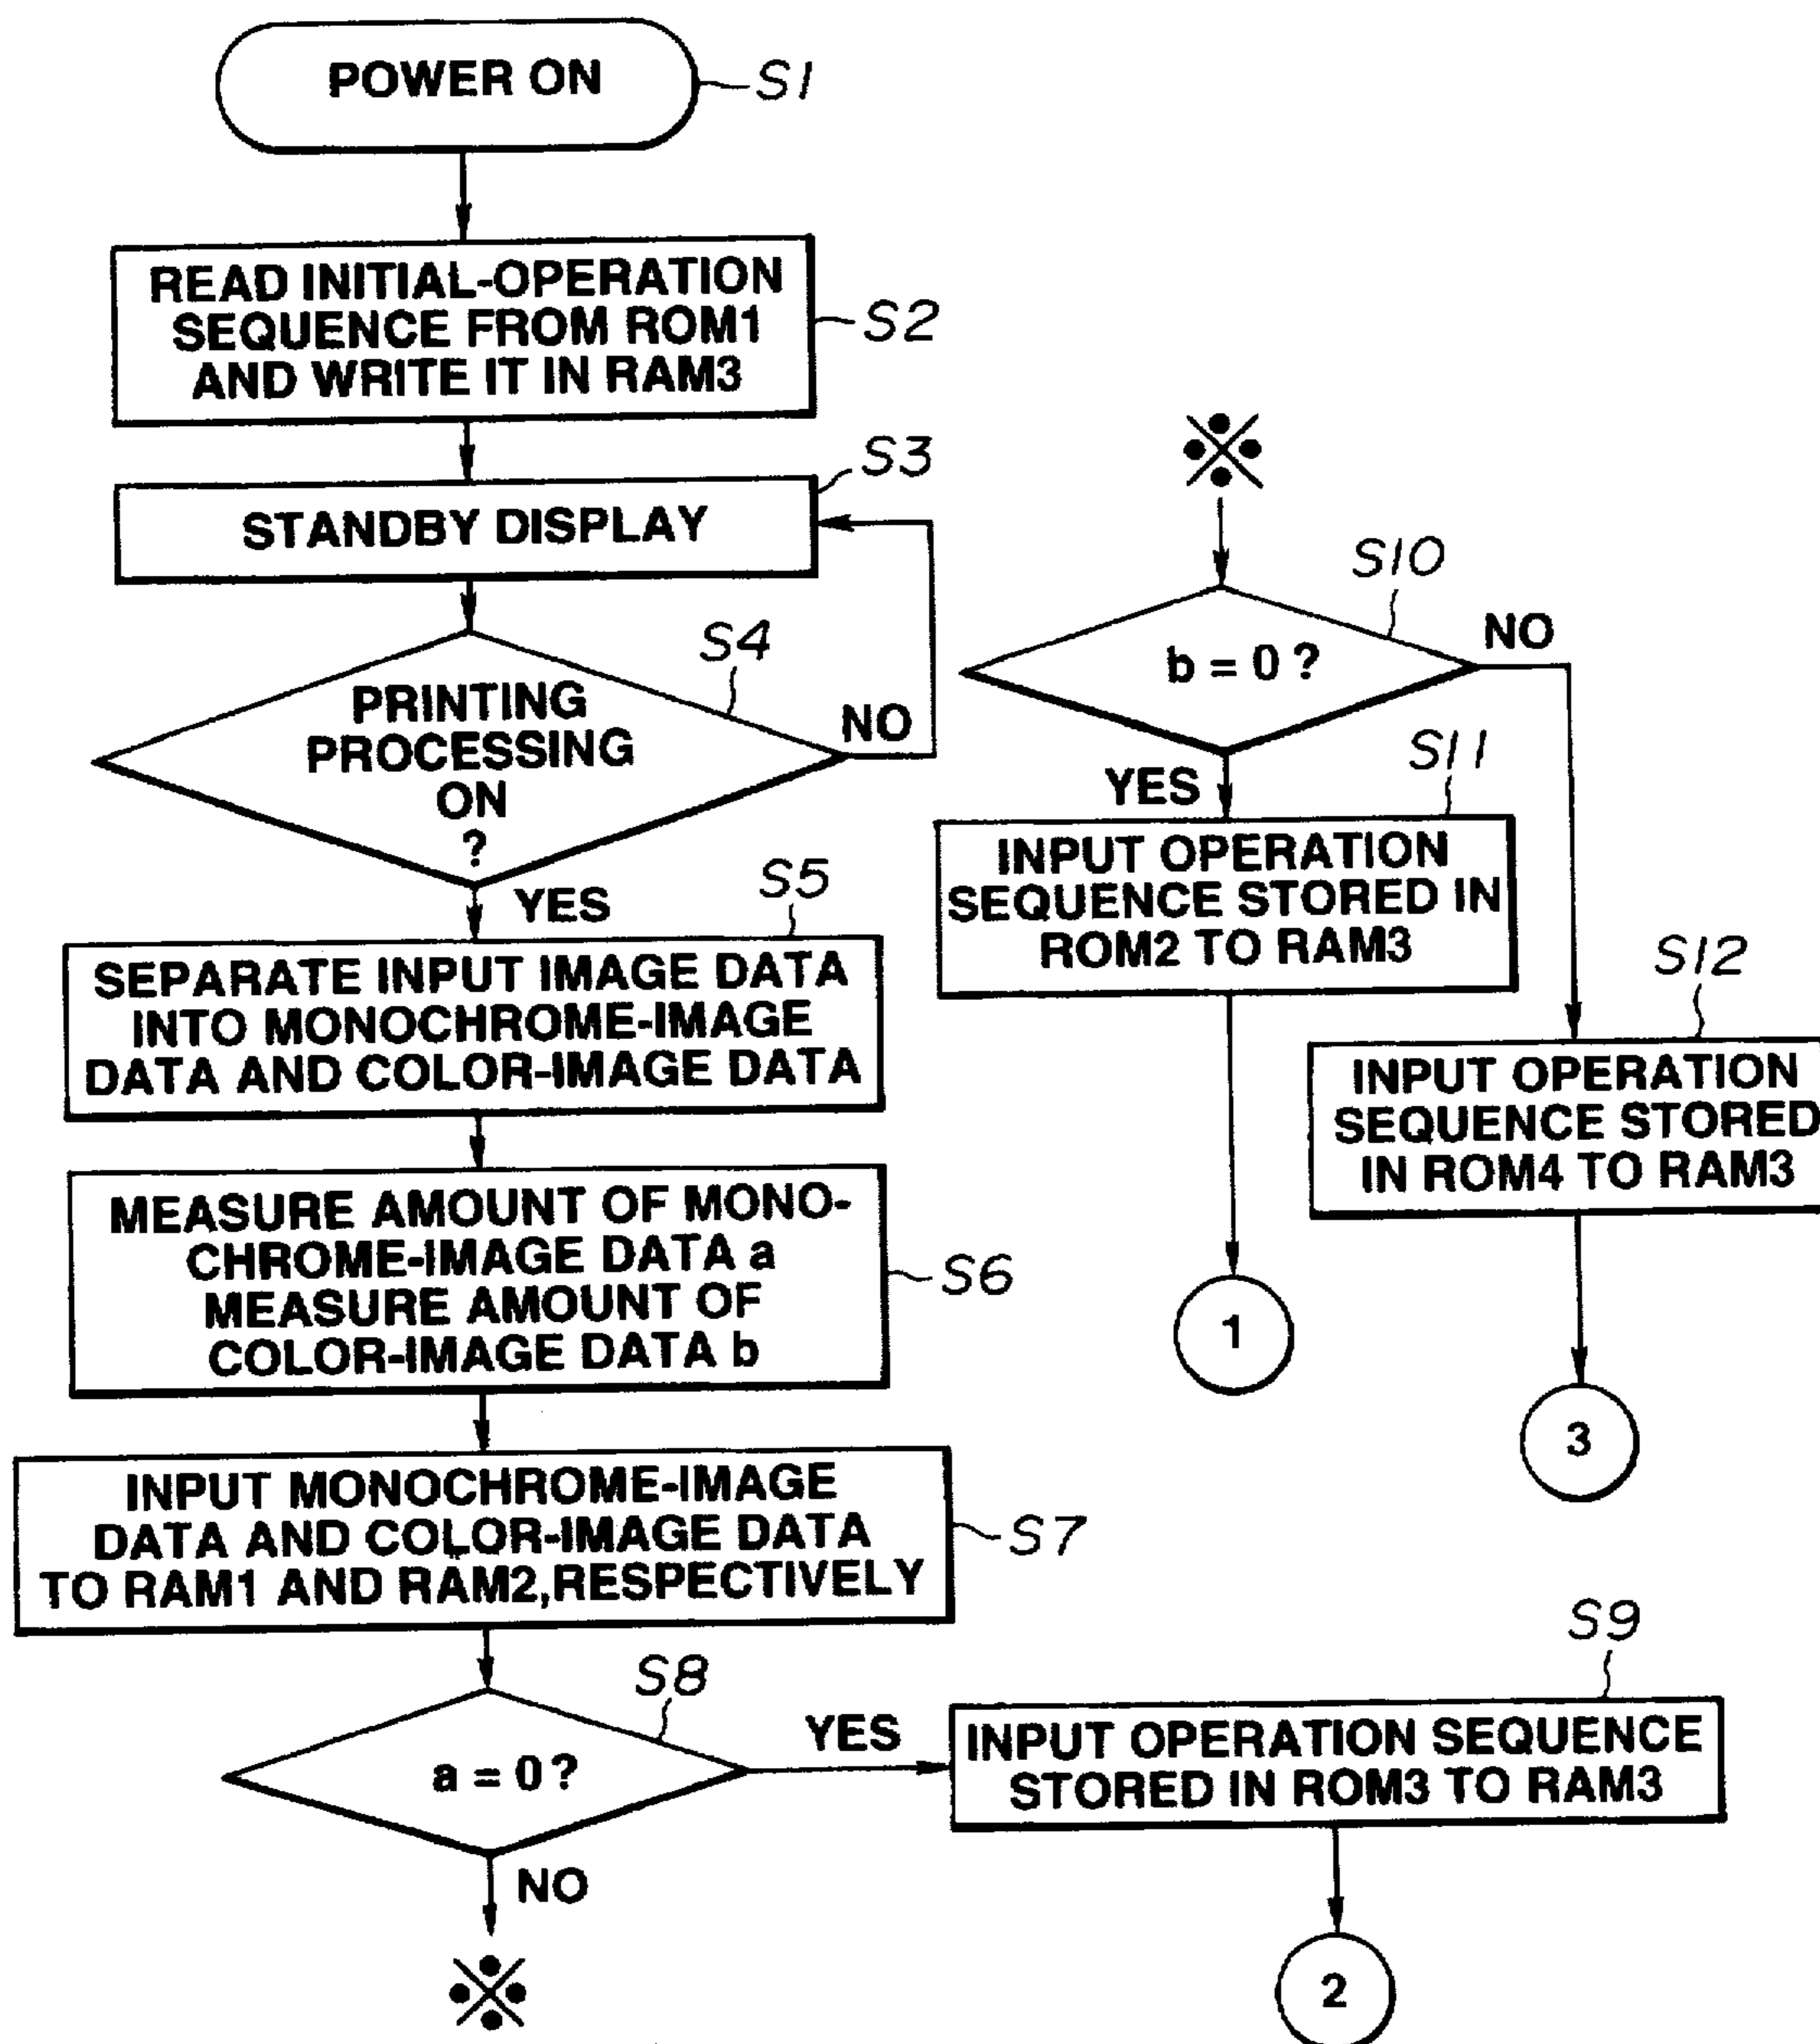 POWER ON
S1
READ INITIAL-OPERATION
SEQUENCE FROM ROM1
AND WRITE IT IN RAM3
S2
S3
STANDBY DISPLAY
S4
PRINTING
PROCESSING
ON
?
NO
YES
S5
SEPARATE INPUT IMAGE DATA
INTO MONOCHROME-IMAGE
DATA AND COLOR-IMAGE DATA
MEASURE AMOUNT OF MONO-
CHROME-IMAGE DATA a
MEASURE AMOUNT OF
COLOR-IMAGE DATA b
S6
INPUT MONOCHROME-IMAGE
DATA AND COLOR-IMAGE DATA
TO RAM1 AND RAM2,RESPECTIVELY
S7
S8
a = 0 ?
YES
NO
※
S9
INPUT OPERATION SEQUENCE
STORED IN ROM3 TO RAM3
2
※
S10
b = 0 ?
NO
YES
S11
INPUT OPERATION
SEQUENCE STORED IN
ROM2 TO RAM3
1
S12
INPUT OPERATION
SEQUENCE STORED
IN ROM4 TO RAM3
3